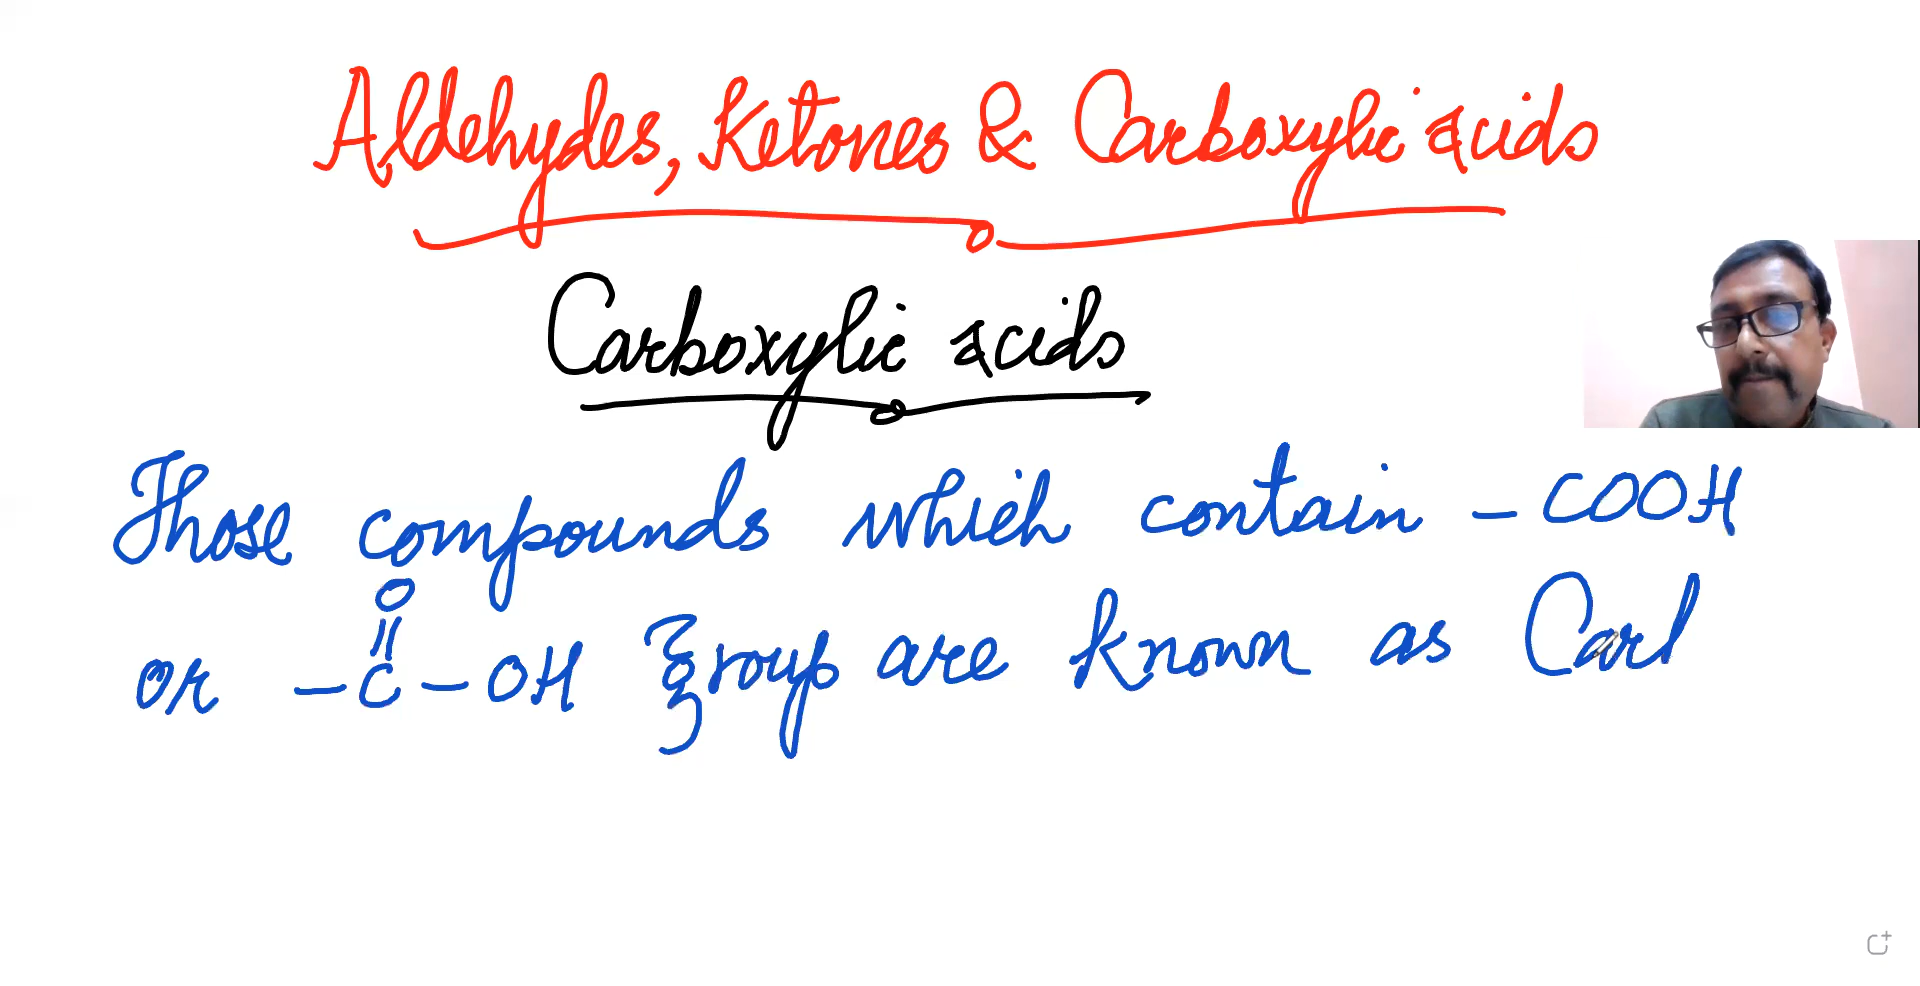 Aldehydes, Ketones & Carboxylic acids
Carboxylic acids
Those compounds which contain -COOH
O
||
or -C-OH group are known as Carl